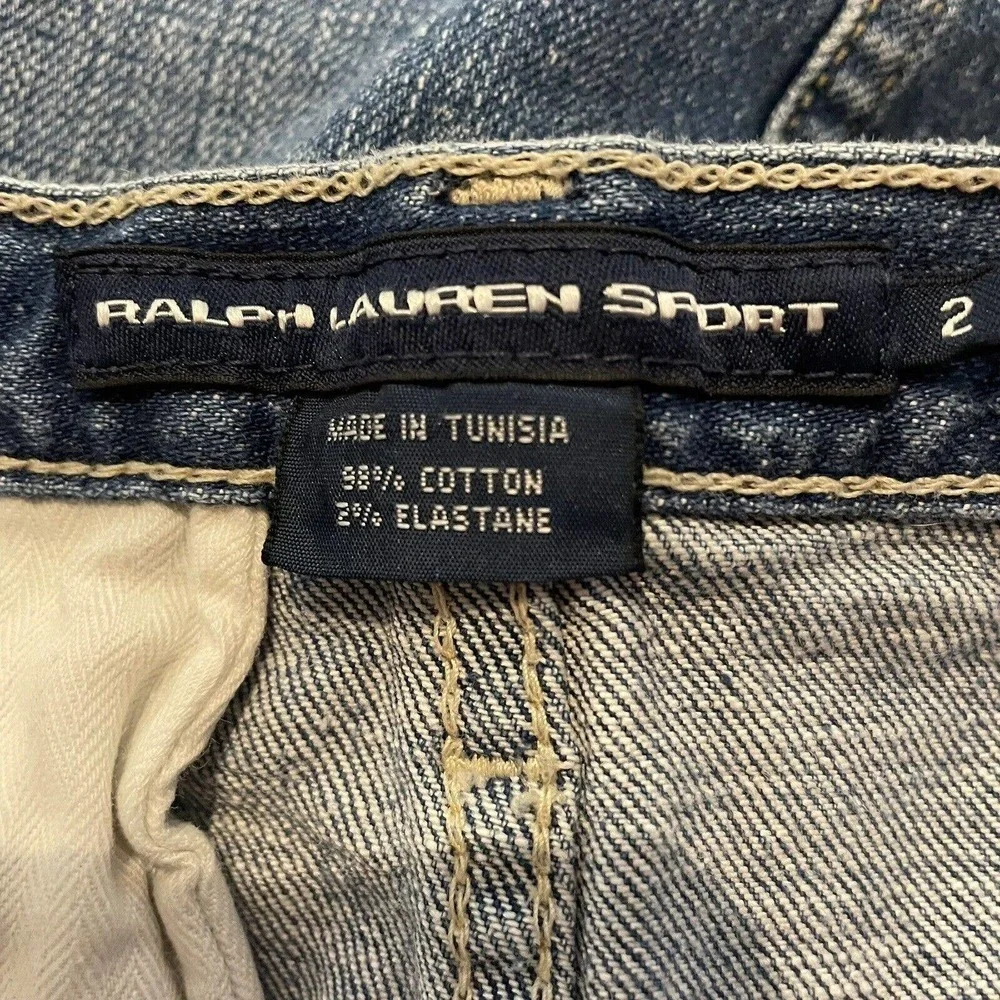 RALPH LAUREN SPORT 2
MADE IN TUNISIA
98% COTTON
2% ELASTANE